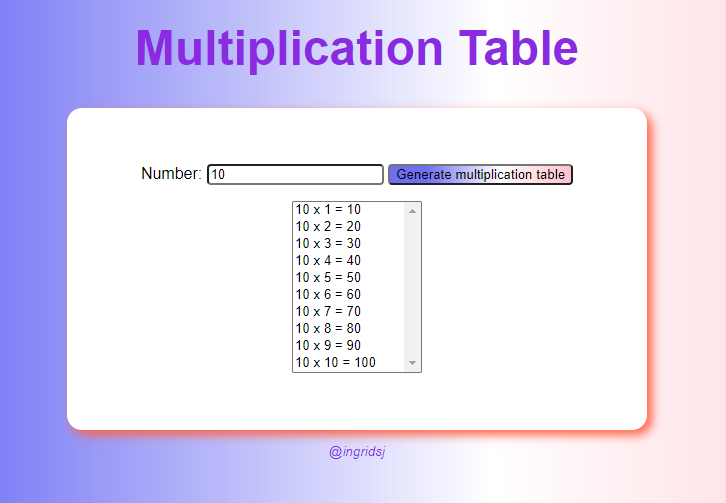 Multiplication Table
Number: 10 Generate multiplication table
10 x 1 = 10
10 x 2 = 20
10 x 3 = 30
10 x 4 = 40
10 x 5 = 50
10 x 6 = 60
10 x 7 = 70
10 x 8 = 80
10 x 9 = 90
10 x 10 = 100
@ingridsj